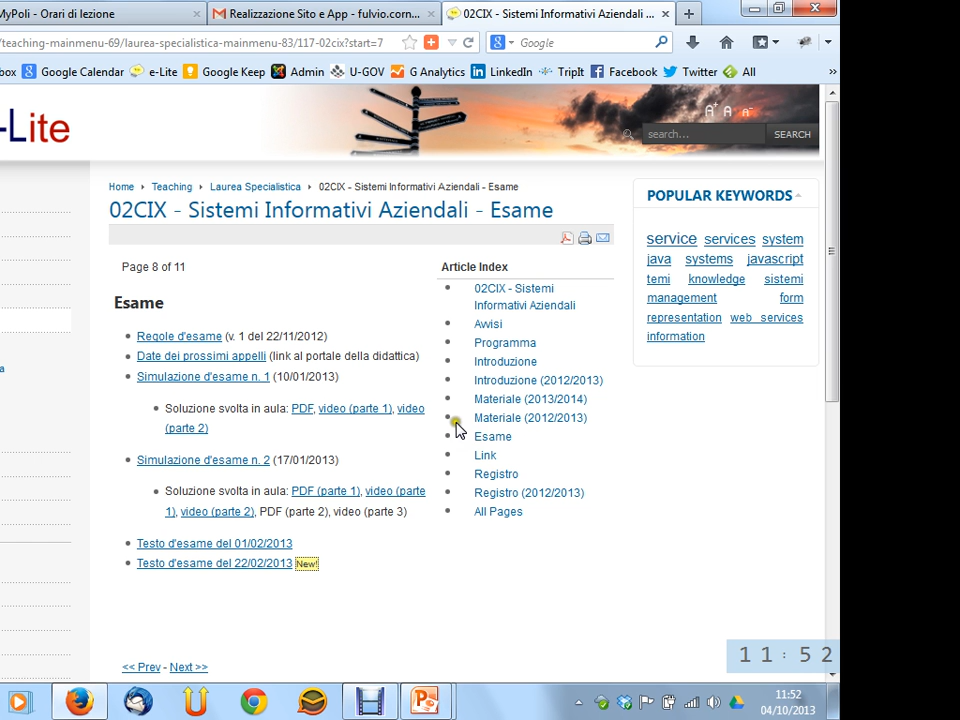 MyPoli - Orari di lezione
Realizzazione Sito e App - fulvio.corn...
02CIX - Sistemi Informativi Aziendali ...
/teaching-mainmenu-69/laurea-specialistica-mainmenu-83/117-02cix?start=7
Google
box
Google Calendar
e-Lite
Google Keep
Admin
U-GOV
G Analytics
LinkedIn
TripIt
Facebook
Twitter
All
»
-Lite
A+ A A-
search...
SEARCH
Home
Teaching
Laurea Specialistica
02CIX - Sistemi Informativi Aziendali - Esame
02CIX - Sistemi Informativi Aziendali - Esame
Page 8 of 11
Esame
Regole d'esame (v. 1 del 22/11/2012)
Date dei prossimi appelli (link al portale della didattica)
Simulazione d'esame n. 1 (10/01/2013)
Soluzione svolta in aula: PDF, video (parte 1), video
(parte 2)
Simulazione d'esame n. 2 (17/01/2013)
Soluzione svolta in aula: PDF (parte 1), video (parte
1), video (parte 2), PDF (parte 2), video (parte 3)
Testo d'esame del 01/02/2013
Testo d'esame del 22/02/2013 New!
<< Prev - Next >>
Article Index
02CIX - Sistemi
Informativi Aziendali
Avvisi
Programma
Introduzione
Introduzione (2012/2013)
Materiale (2013/2014)
Materiale (2012/2013)
Esame
Link
Registro
Registro (2012/2013)
All Pages
POPULAR KEYWORDS
service services system
java systems javascript
temi knowledge sistemi
management form
representation web services
information
11:52
11:52
04/10/2013